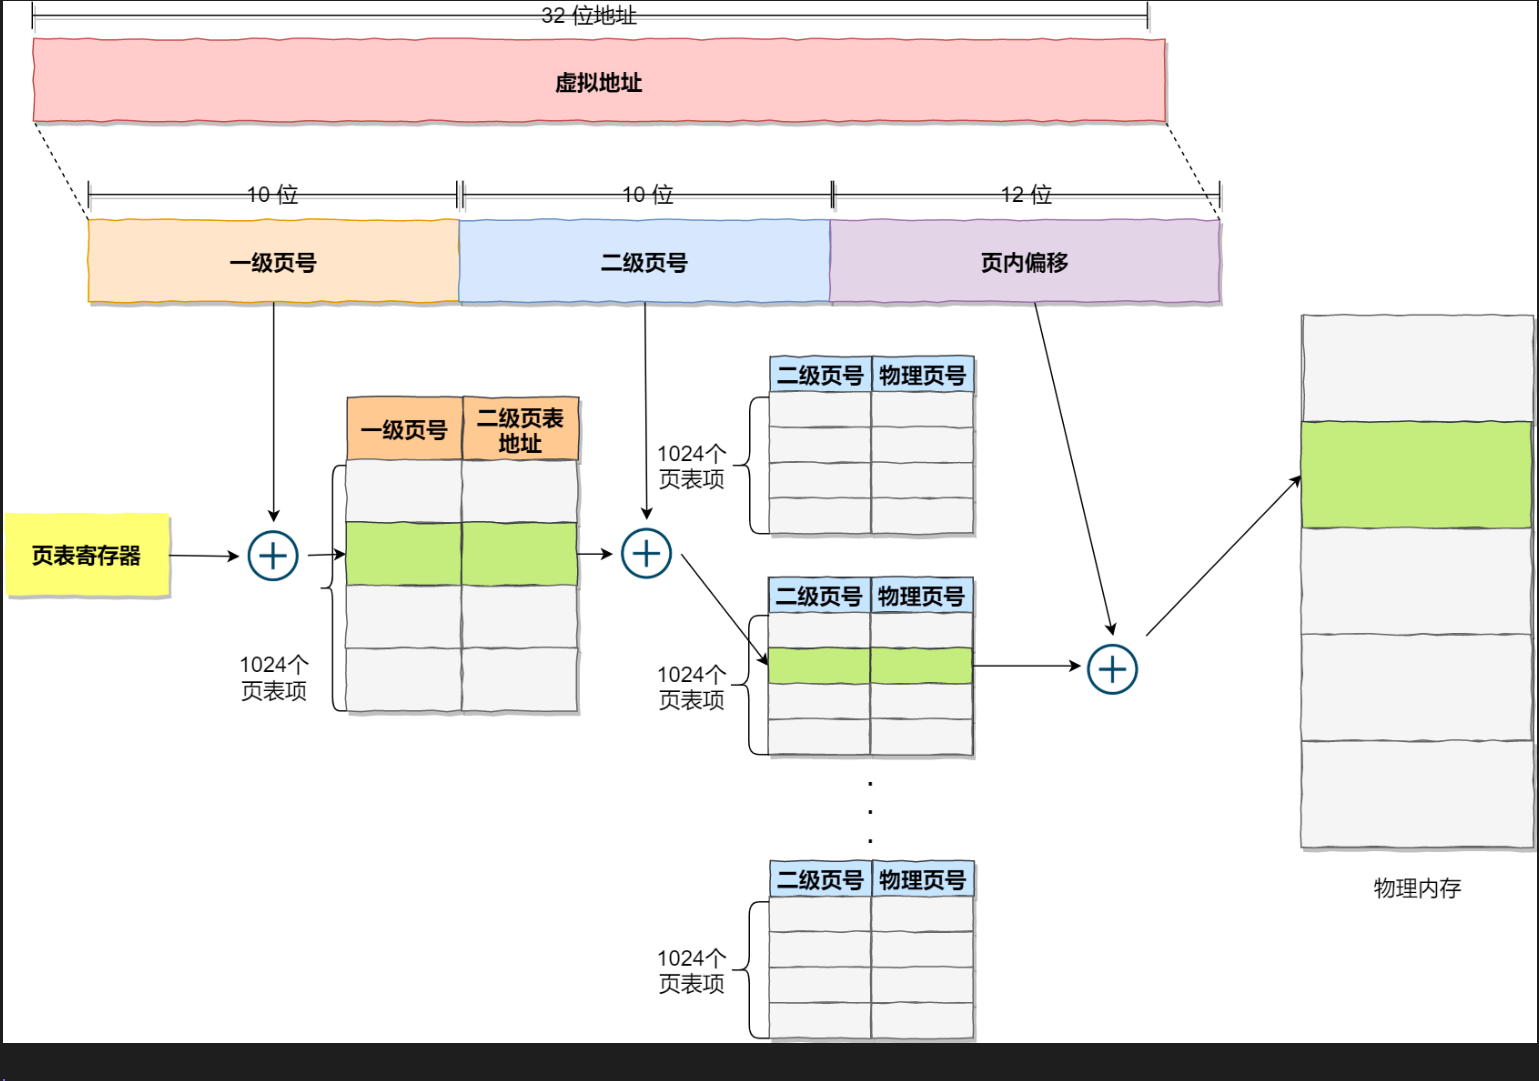 32 位地址
虚拟地址
10 位
10 位
12 位
一级页号
二级页号
页内偏移
二级页号
物理页号
一级页号
二级页表
地址
1024个
页表项
页表寄存器
二级页号
物理页号
1024个
页表项
1024个
页表项
二级页号
物理页号
物理内存
1024个
页表项